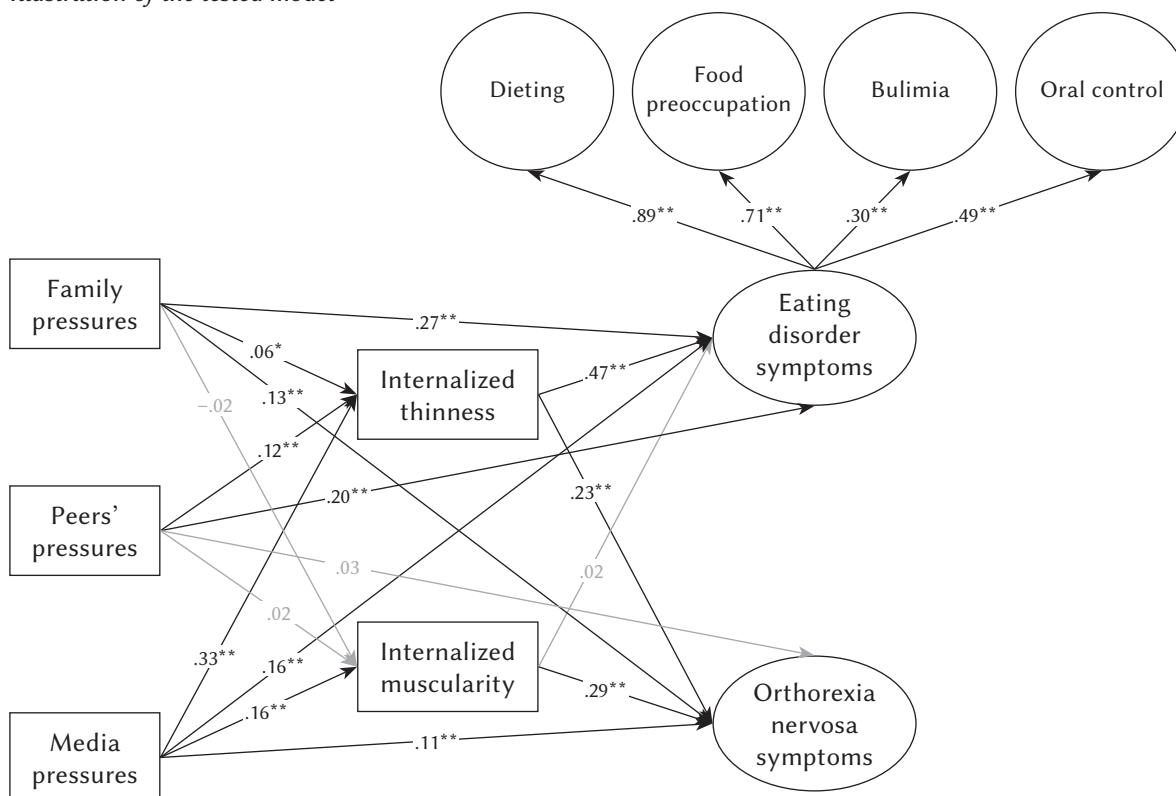 Illustration of the tested model
Dieting
Food
preoccupation
Bulimia
Oral control
.89**
.71**
.30**
.49**
Family
pressures
Eating
disorder
symptoms
.27**
.06*
Internalized
thinness
.47**
–.02
.13**
.12**
Peers'
pressures
.20**
.23**
.03
.02
.02
Internalized
muscularity
.33**
.16**
.29**
.16**
Orthorexia
nervosa
symptoms
Media
pressures
.11**